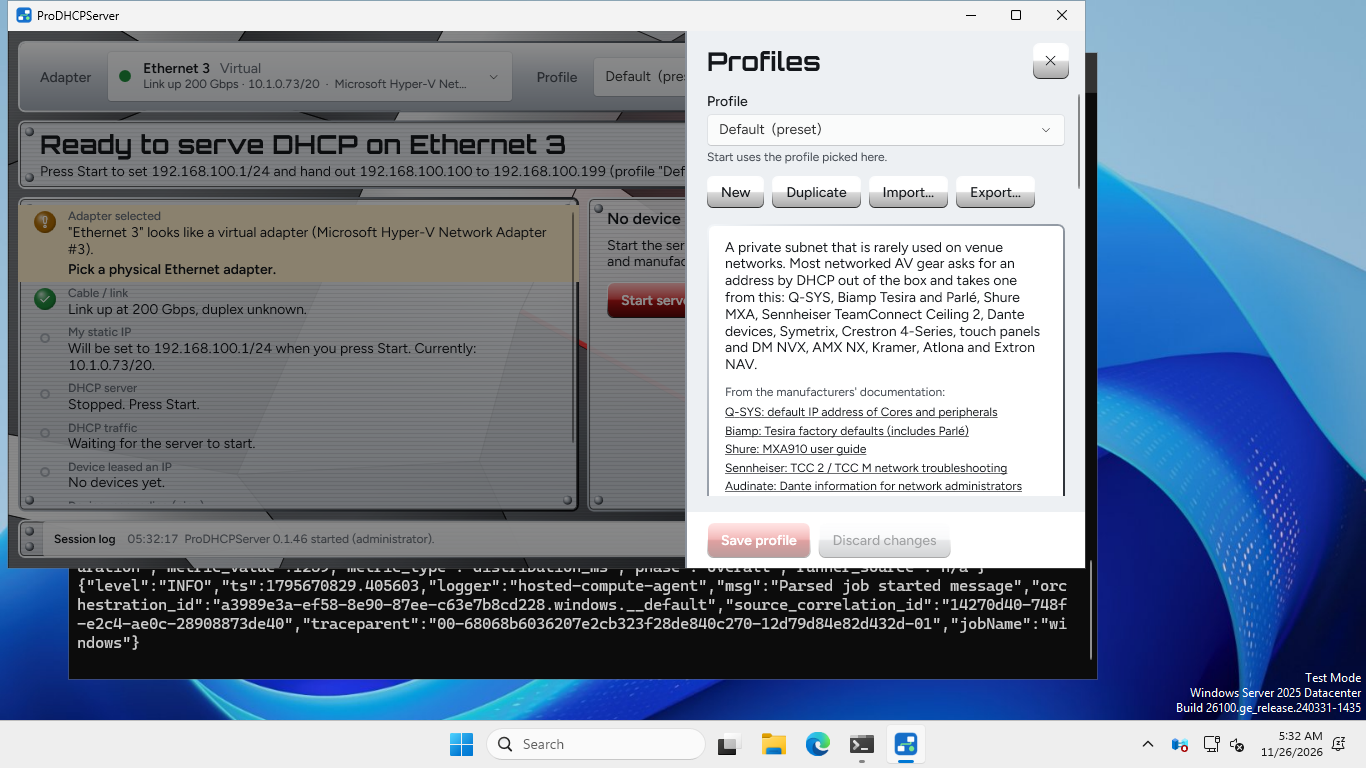 ProDHCPServer
Adapter
Ethernet 3 Virtual
Link up 200 Gbps · 10.1.0.73/20 · Microsoft Hyper-V Net...
Profile
Default (pres
Ready to serve DHCP on Ethernet 3
Press Start to set 192.168.100.1/24 and hand out 192.168.100.100 to 192.168.100.199 (profile "Def
Adapter selected
"Ethernet 3" looks like a virtual adapter (Microsoft Hyper-V Network Adapter
#3).
Pick a physical Ethernet adapter.
Cable / link
Link up at 200 Gbps, duplex unknown.
My static IP
Will be set to 192.168.100.1/24 when you press Start. Currently:
10.1.0.73/20.
DHCP server
Stopped. Press Start.
DHCP traffic
Waiting for the server to start.
Device leased an IP
No devices yet.
No device
Start the ser
and manufac
Start serve
Session log 05:32:17 ProDHCPServer 0.1.46 started (administrator).
Profiles
Profile
Default (preset)
Start uses the profile picked here.
New
Duplicate
Import...
Export...
A private subnet that is rarely used on venue
networks. Most networked AV gear asks for an
address by DHCP out of the box and takes one
from this: Q-SYS, Biamp Tesira and Parlé, Shure
MXA, Sennheiser TeamConnect Ceiling 2, Dante
devices, Symetrix, Crestron 4-Series, touch panels
and DM NVX, AMX NX, Kramer, Atlona and Extron
NAV.
From the manufacturers' documentation:
Q-SYS: default IP address of Cores and peripherals
Biamp: Tesira factory defaults (includes Parlé)
Shure: MXA910 user guide
Sennheiser: TCC 2 / TCC M network troubleshooting
Audinate: Dante information for network administrators
Save profile
Discard changes
{"level":"INFO","ts":1795670829.405603,"logger":"hosted-compute-agent","msg":"Parsed job started message","orc
hestration_id":"a3989e3a-ef58-8e90-87ee-c63e7b8cd228.windows.__default","source_correlation_id":"14270d40-748f
-e2c4-ae0c-28908873de40","traceparent":"00-68068b6036207e2cb323f28de840c270-12d79d84e82d432d-01","jobName":"wi
ndows"}
Test Mode
Windows Server 2025 Datacenter
Build 26100.ge_release.240331-1435
Search
5:32 AM
11/26/2026